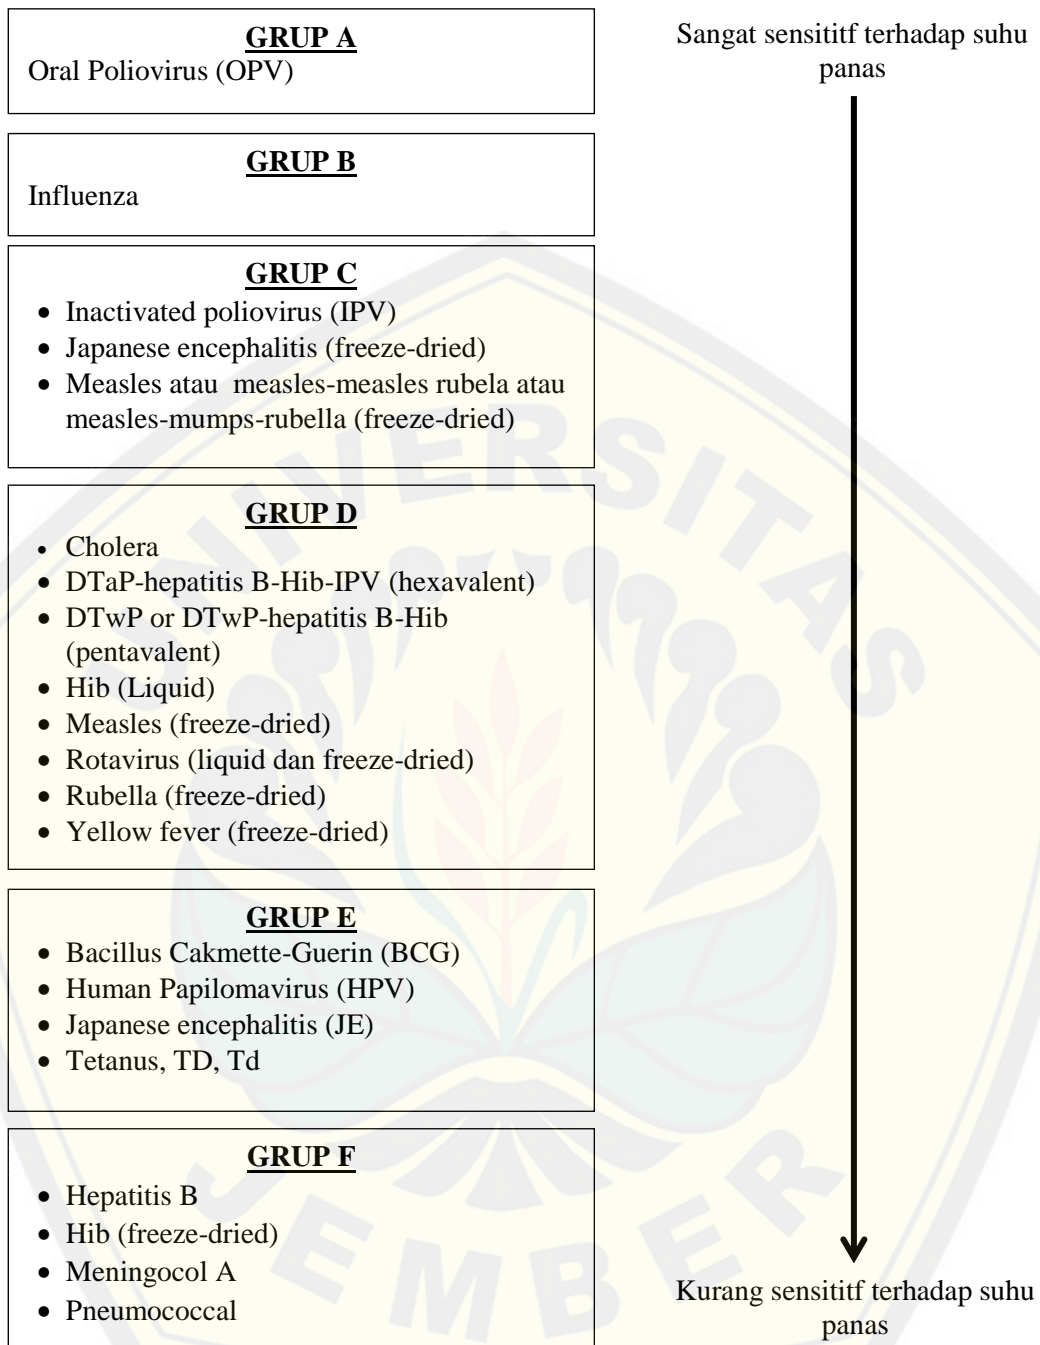 GRUP A
Oral Poliovirus (OPV)
Sangat sensititf terhadap suhu
panas
GRUP B
Influenza
GRUP C
• Inactivated poliovirus (IPV)
• Japanese encephalitis (freeze-dried)
• Measles atau measles-measles rubela atau
measles-mumps-rubella (freeze-dried)
GRUP D
• Cholera
• DTaP-hepatitis B-Hib-IPV (hexavalent)
• DTwP or DTwP-hepatitis B-Hib
(pentavalent)
• Hib (Liquid)
• Measles (freeze-dried)
• Rotavirus (liquid dan freeze-dried)
• Rubella (freeze-dried)
• Yellow fever (freeze-dried)
GRUP E
• Bacillus Cakmette-Guerin (BCG)
• Human Papilomavirus (HPV)
• Japanese encephalitis (JE)
• Tetanus, TD, Td
GRUP F
• Hepatitis B
• Hib (freeze-dried)
• Meningocol A
• Pneumococcal
Kurang sensititf terhadap suhu
panas
UNIVERSITAS
JEMBER